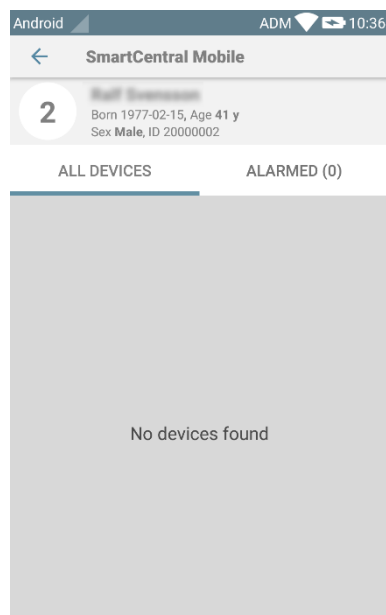 Android ADM 10:36
SmartCentral Mobile
2
Born 1977-02-15, Age 41 y
Sex Male, ID 20000002
ALL DEVICES ALARMED (0)
No devices found